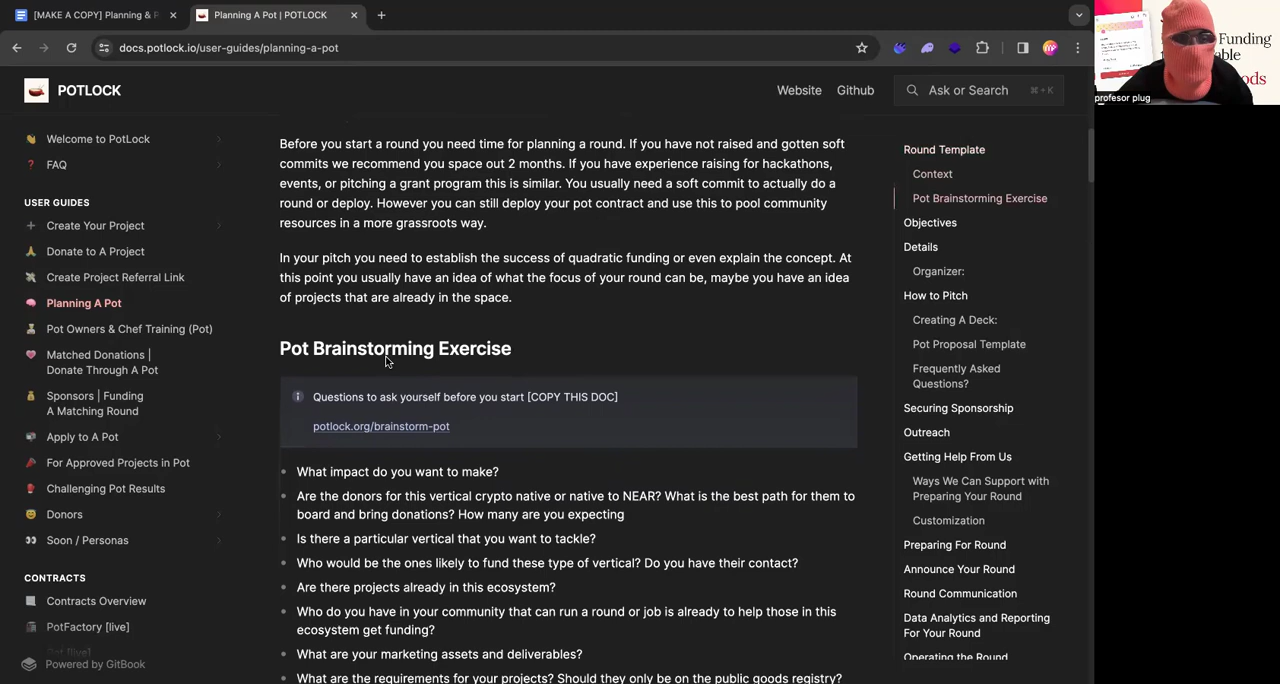 [MAKE A COPY] Planning & P
Planning A Pot | POTLOCK
docs.potlock.io/user-guides/planning-a-pot
Funding
profesor plug
POTLOCK
Website
Github
Ask or Search
⌘+K
Welcome to PotLock
FAQ
USER GUIDES
Create Your Project
Donate to A Project
Create Project Referral Link
Planning A Pot
Pot Owners & Chef Training (Pot)
Matched Donations |
Donate Through A Pot
Sponsors | Funding
A Matching Round
Apply to A Pot
For Approved Projects in Pot
Challenging Pot Results
Donors
Soon / Personas
CONTRACTS
Contracts Overview
PotFactory [live]
Pot [live]
Powered by GitBook
Before you start a round you need time for planning a round. If you have not raised and gotten soft
commits we recommend you space out 2 months. If you have experience raising for hackathons,
events, or pitching a grant program this is similar. You usually need a soft commit to actually do a
round or deploy. However you can still deploy your pot contract and use this to pool community
resources in a more grassroots way.
In your pitch you need to establish the success of quadratic funding or even explain the concept. At
this point you usually have an idea of what the focus of your round can be, maybe you have an idea
of projects that are already in the space.
Pot Brainstorming Exercise
Questions to ask yourself before you start [COPY THIS DOC]
potlock.org/brainstorm-pot
What impact do you want to make?
Are the donors for this vertical crypto native or native to NEAR? What is the best path for them to
board and bring donations? How many are you expecting
Is there a particular vertical that you want to tackle?
Who would be the ones likely to fund these type of vertical? Do you have their contact?
Are there projects already in this ecosystem?
Who do you have in your community that can run a round or job is already to help those in this
ecosystem get funding?
What are your marketing assets and deliverables?
What are the requirements for your projects? Should they only be on the public goods registry?
Round Template
Context
Pot Brainstorming Exercise
Objectives
Details
Organizer:
How to Pitch
Creating A Deck:
Pot Proposal Template
Frequently Asked
Questions?
Securing Sponsorship
Outreach
Getting Help From Us
Ways We Can Support with
Preparing Your Round
Customization
Preparing For Round
Announce Your Round
Round Communication
Data Analytics and Reporting
For Your Round
Operating the Round